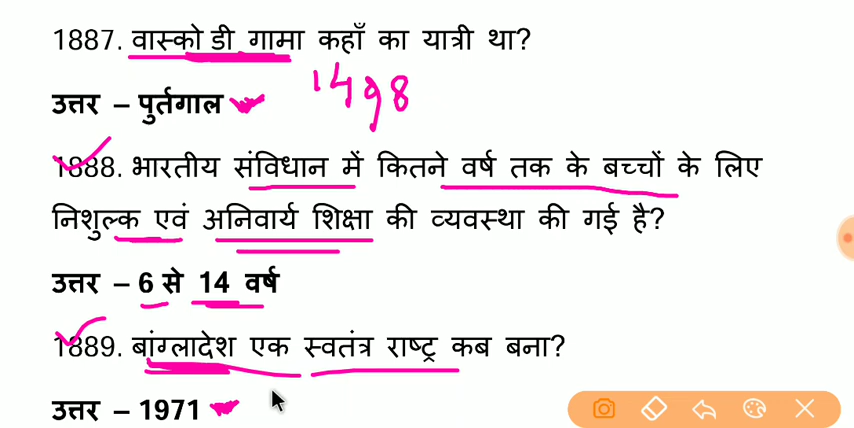 1887. वास्को डी गामा कहाँ का यात्री था?
उत्तर – पुर्तगाल
1498
1888. भारतीय संविधान में कितने वर्ष तक के बच्चों के लिए
निशुल्क एवं अनिवार्य शिक्षा की व्यवस्था की गई है?
उत्तर – 6 से 14 वर्ष
1889. बांग्लादेश एक स्वतंत्र राष्ट्र कब बना?
उत्तर – 1971